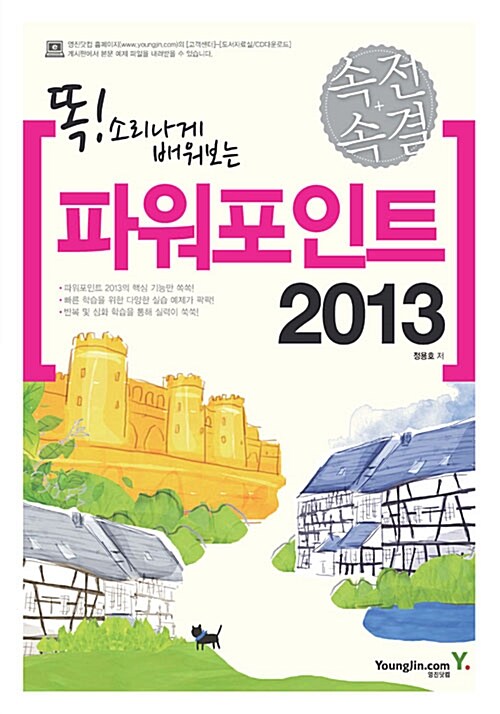 영진닷컴 홈페이지(www.youngjin.com)의 [고객센터]-[도서자료실/CD다운로드]
게시판에서 본문 예제 파일을 내려받을 수 있습니다.
속전
+
속결
똑! 소리나게
배워보는
파워포인트
2013
• 파워포인트 2013의 핵심 기능만 쏙쏙!
• 빠른 학습을 위한 다양한 실습 예제가 꽉꽉!
• 반복 및 심화 학습을 통해 실력이 쑥쑥!
정용호 저
YoungJin.com Y.
영진닷컴